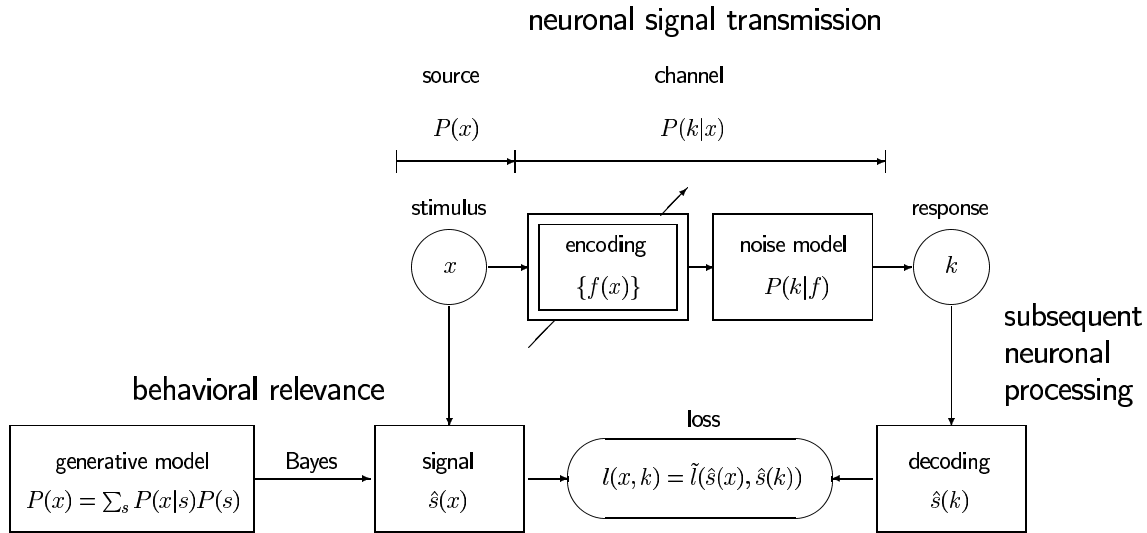 neuronal signal transmission
source
channel
P(x)
P(k|x)
stimulus
response
x
encoding
{f(x)}
noise model
P(k|f)
k
subsequent
neuronal
processing
behavioral relevance
loss
generative model
P(x) = ∑ₛ P(x|s)P(s)
Bayes
signal
ŝ(x)
l(x, k) = l̃(ŝ(x), ŝ(k))
decoding
ŝ(k)